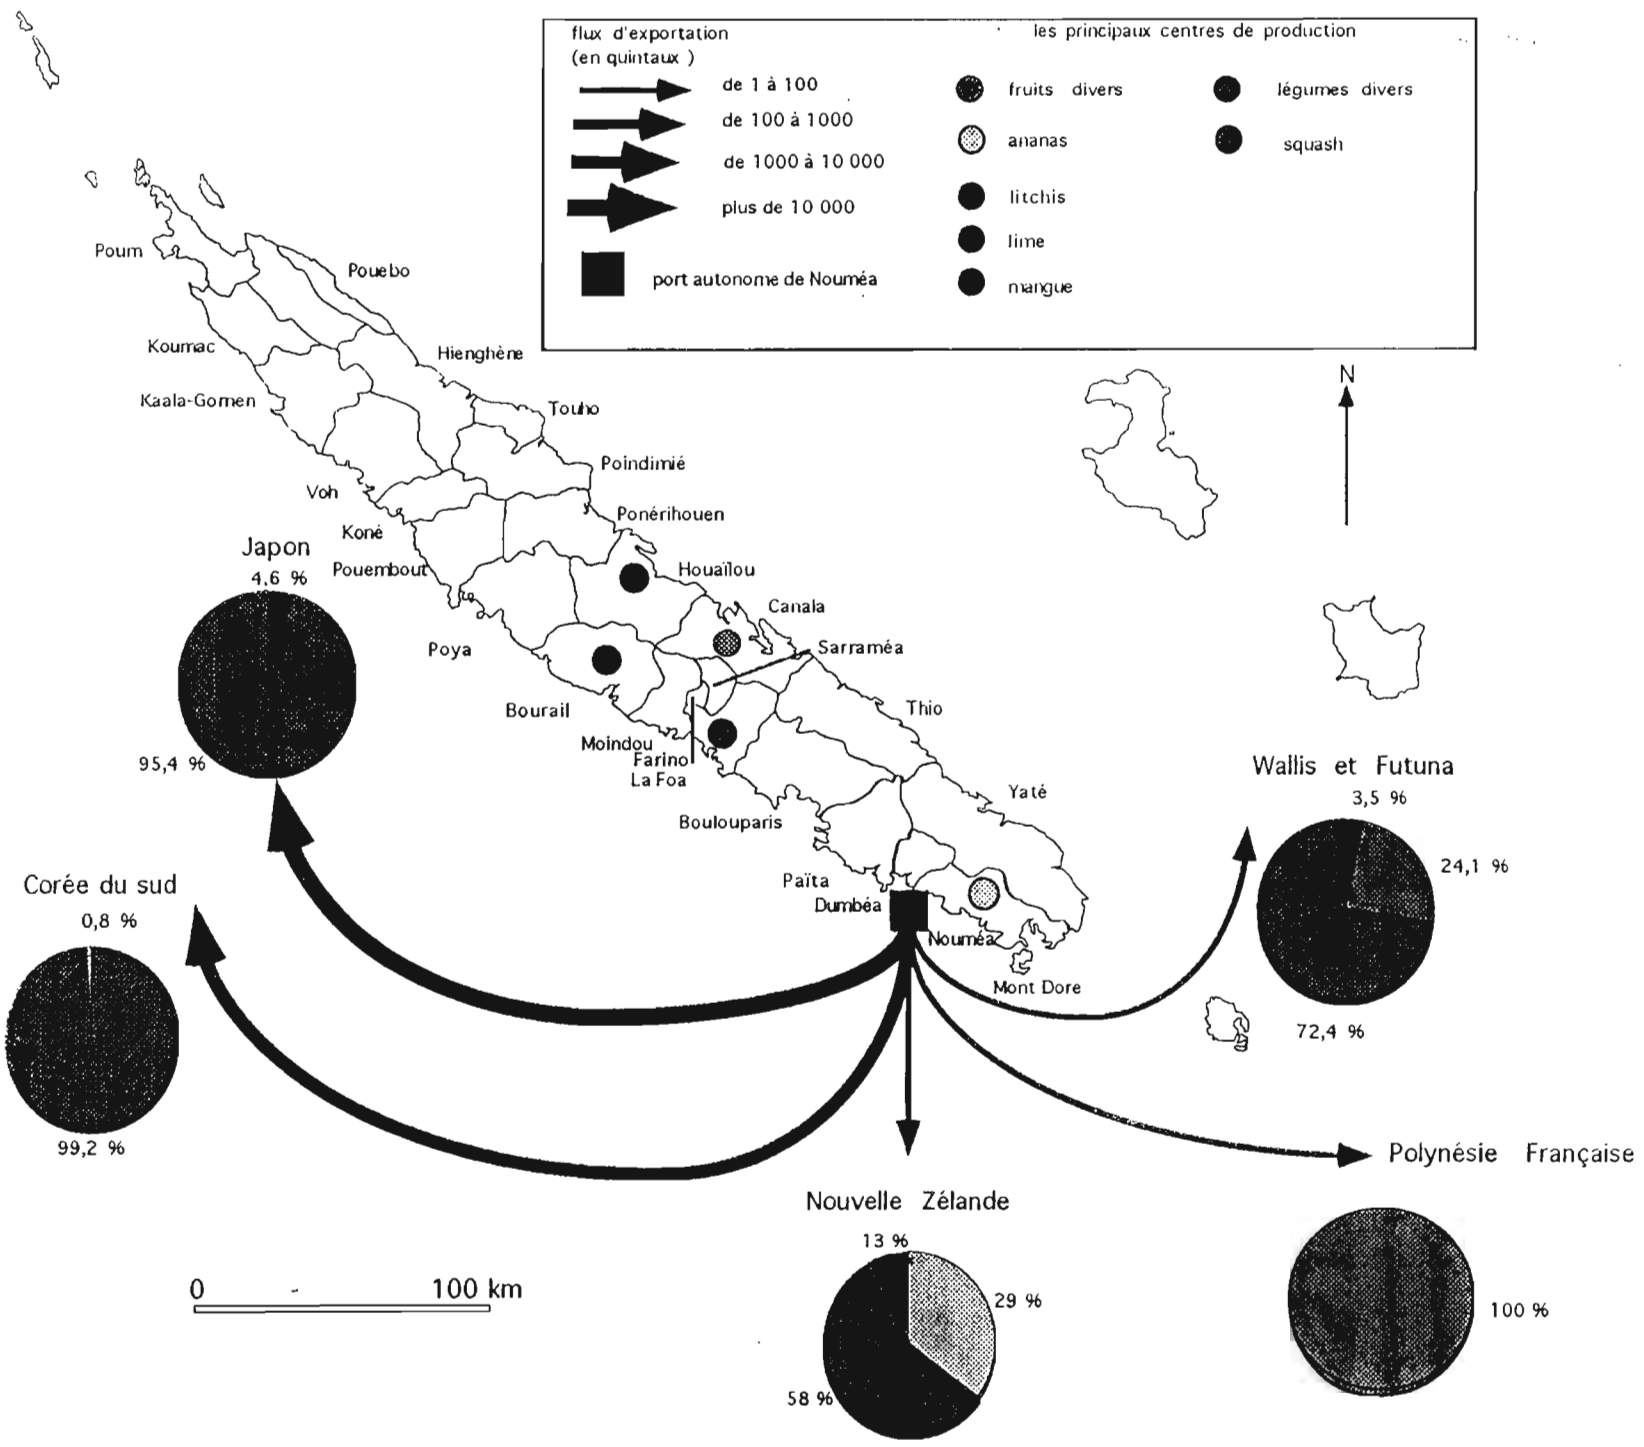 flux d'exportation
(en quintaux )
de 1 à 100
de 100 à 1000
de 1000 à 10 000
plus de 10 000
port autonome de Nouméa
les principaux centres de production
fruits divers
ananas
litchis
lime
mangue
légumes divers
squash
N
Poum
Pouebo
Koumac
Hienghène
Kaala-Gomen
Touho
Poindimié
Voh
Ponérihouen
Koné
Pouembout
Houaïlou
Canala
Poya
Sarraméa
Bourail
Thio
Moindou
Farino
La Foa
Yaté
Boulouparis
Païta
Dumbéa
Nouméa
Mont Dore
Japon
4,6 %
95,4 %
Corée du sud
0,8 %
99,2 %
Wallis et Futuna
3,5 %
24,1 %
72,4 %
Polynésie Française
100 %
Nouvelle Zélande
13 %
29 %
58 %
0 100 km